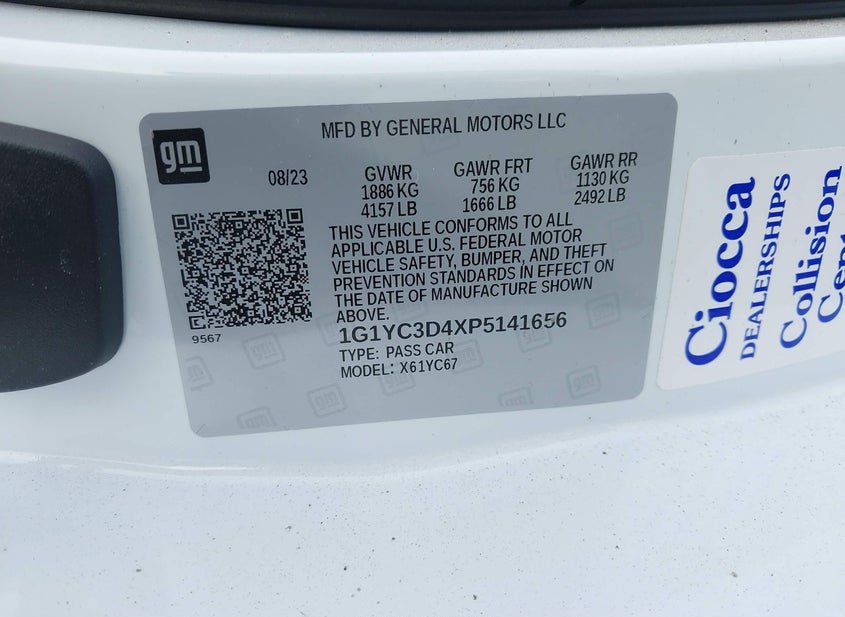 gm
MFD BY GENERAL MOTORS LLC
08/23
GVWR
1886 KG
4157 LB
GAWR FRT
756 KG
1666 LB
GAWR RR
1130 KG
2492 LB
THIS VEHICLE CONFORMS TO ALL
APPLICABLE U.S. FEDERAL MOTOR
VEHICLE SAFETY, BUMPER, AND THEFT
PREVENTION STANDARDS IN EFFECT ON
THE DATE OF MANUFACTURE SHOWN
ABOVE.
9567
1G1YC3D4XP5141656
TYPE: PASS CAR
MODEL: X61YC67
Ciocca
DEALERSHIPS
Collision